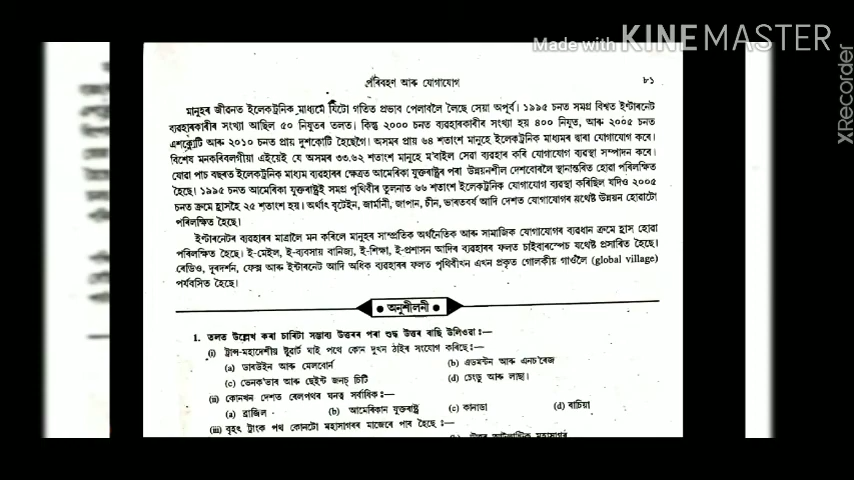 Made with KINEMASTER
XRecorder
পৰিবহণ আৰু যোগাযোগ ৮১
মানুহৰ জীৱনত ইলেকট্ৰনিক মাধ্যমে যিটো গতিত প্ৰভাব পেলাবলৈ লৈছে সেয়া অপূৰ্ব। ১৯৯৫ চনত সমগ্ৰ বিশ্বত ইণ্টাৰনেট
ব্যৱহাৰকাৰীৰ সংখ্যা আছিল ৫০ নিযুতৰ তলত। কিন্তু ২০০০ চনত ব্যৱহাৰকাৰীৰ সংখ্যা হয় ৪০০ নিযুত, আৰু ২০০৫ চনত
এশকোটি আৰু ২০১০ চনত প্ৰায় দুশকোটি হৈছেগৈ। অসমৰ প্ৰায় ৬৪ শতাংশ মানুহে ইলেকট্ৰনিক মাধ্যমৰ দ্বাৰা যোগাযোগ কৰে।
বিশেষ মনকৰিবলগীয়া এইয়েই যে অসমৰ ৩৩.৬২ শতাংশ মানুহে ম'বাইল সেৱা ব্যৱহাৰ কৰি যোগাযোগ ব্যৱস্থা সম্পাদন কৰে।
যোৱা পাচ বছৰত ইলেকট্ৰনিক মাধ্যম ব্যৱহাৰৰ ক্ষেত্ৰত আমেৰিকা যুক্তৰাষ্ট্ৰৰ পৰা উন্নয়নশীল দেশবোৰলৈ স্থানান্তৰিত হোৱা পৰিলক্ষিত
হৈছে। ১৯৯৫ চনত আমেৰিকা যুক্তৰাষ্ট্ৰই সমগ্ৰ পৃথিবীৰ তুলনাত ৬৬ শতাংশ ইলেকট্ৰনিক যোগাযোগ ব্যৱস্থা কৰিছিল যদিও ২০০৫
চনত ক্ৰমে হ্ৰাসহৈ ২৫ শতাংশ হয়। অৰ্থাৎ বৃটেইন, জাৰ্মানী, জাপান, চীন, ভাৰতবৰ্ষ আদি দেশত যোগাযোগৰ যথেষ্ট উন্নয়ন হোৱাটো
পৰিলক্ষিত হৈছে।
ইণ্টাৰনেটৰ ব্যৱহাৰৰ মাত্ৰালৈ মন কৰিলে মানুহৰ সাম্প্ৰতিক অৰ্থনৈতিক আৰু সামাজিক যোগাযোগৰ ব্যৱধান ক্ৰমে হ্ৰাস হোৱা
পৰিলক্ষিত হৈছে। ই-মেইল, ই-ব্যৱসায় বানিজ্য, ই-শিক্ষা, ই-প্ৰশাসন আদিৰ ব্যৱহাৰৰ ফলত চাইবাৰস্পেচ যথেষ্ট প্ৰসাৰিত হৈছে।
ৰেডিও, দূৰদৰ্শন, ফেক্স আৰু ইণ্টাৰনেট আদি অধিক ব্যৱহাৰৰ ফলত পৃথিবীখন এখন প্ৰকৃত গোলকীয় গাওঁলৈ (global village)
পৰ্যবসিত হৈছে।
● অনুশীলনী ●
1. তলত উল্লেখ কৰা চাৰিটা সম্ভাব্য উত্তৰৰ পৰা শুদ্ধ উত্তৰ বাছি উলিওৱা:—
(i) ট্ৰান্স-মহাদেশীয় ষ্টুৱাৰ্ট ঘাই পথে কোন দুখন ঠাইৰ সংযোগ কৰিছে:—
(a) ডাৰউইন আৰু মেলবোৰ্ন (b) এডমণ্টন আৰু এনচ'ৰেজ
(c) ভেনক'ভাৰ আৰু ছেইন্ট জনচ্ চিটি (d) চেংডু আৰু লাছা।
(ii) কোনখন দেশত ৰেলপথৰ ঘনত্ব সৰ্বাধিক:—
(a) ব্ৰাজিল (b) আমেৰিকান যুক্তৰাষ্ট্ৰ (c) কানাডা (d) ৰাচিয়া
(iii) বৃহৎ ট্ৰাংক পথ কোনটো মহাসাগৰৰ মাজেৰে পাৰ হৈছে :—